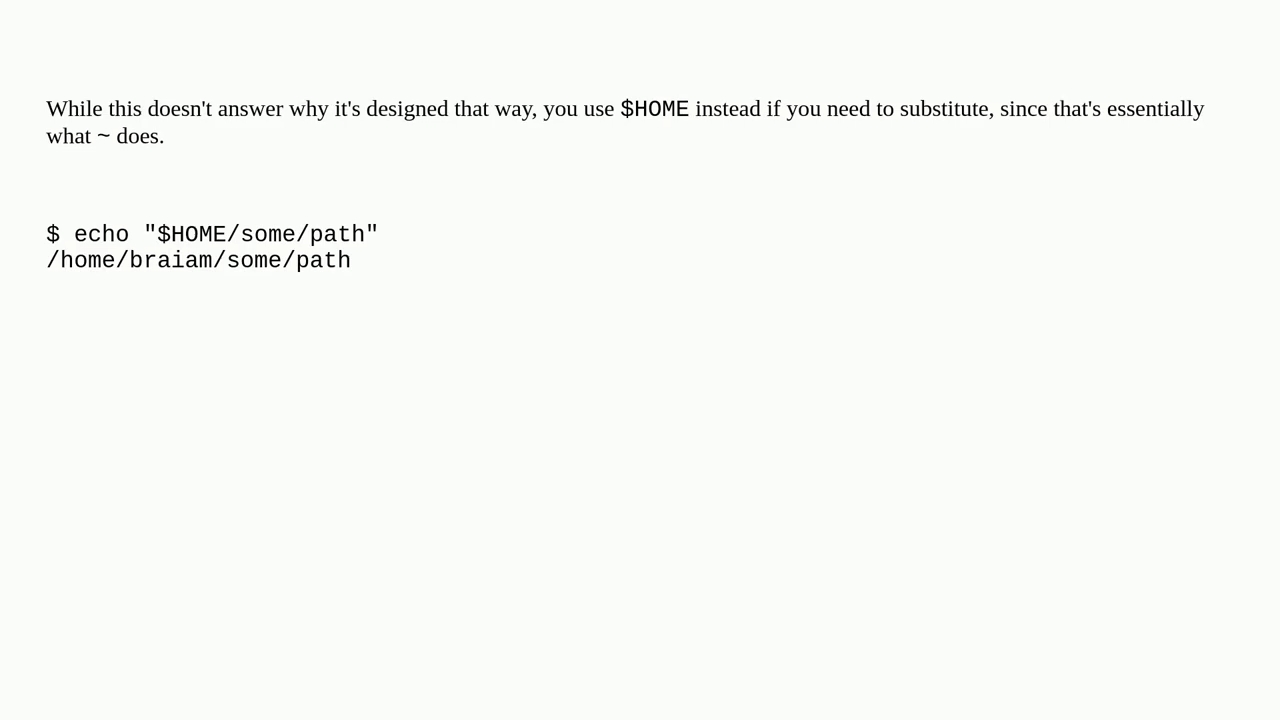 While this doesn't answer why it's designed that way, you use $HOME instead if you need to substitute, since that's essentially
what ~ does.
$ echo "$HOME/some/path"
/home/braiam/some/path